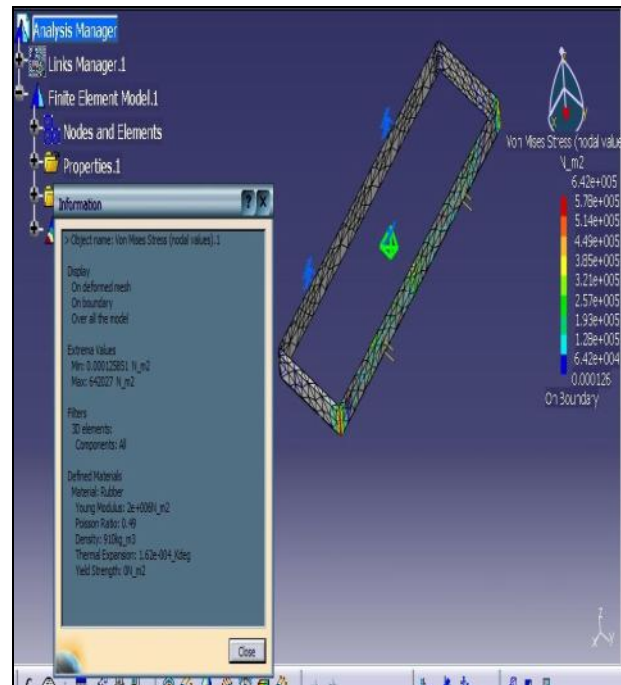 Analysis Manager
Links Manager.1
Finite Element Model.1
Nodes and Elements
Properties.1
Information
? X
> Object name: Von Mises Stress (nodal values).1
Display
On deformed mesh
On boundary
Over all the model
Extrema Values
Min: 0.000125851 N_m2
Max: 642027 N_m2
Filters
3D elements:
Components: All
Defined Materials
Material: Rubber
Young Modulus: 2e+006N_m2
Poisson Ratio: 0.49
Density: 910kg_m3
Thermal Expansion: 1.62e-004_Kdeg
Yield Strength: 0N_m2
Close
Von Mises Stress (nodal value
N_m2
6.42e+005
5.78e+005
5.14e+005
4.49e+005
3.85e+005
3.21e+005
2.57e+005
1.93e+005
1.28e+005
6.42e+004
0.000126
On Boundary
z
x y